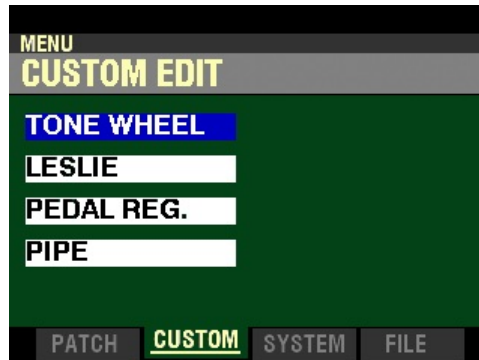 MENU
CUSTOM EDIT
TONE WHEEL
LESLIE
PEDAL REG.
PIPE
PATCH CUSTOM SYSTEM FILE